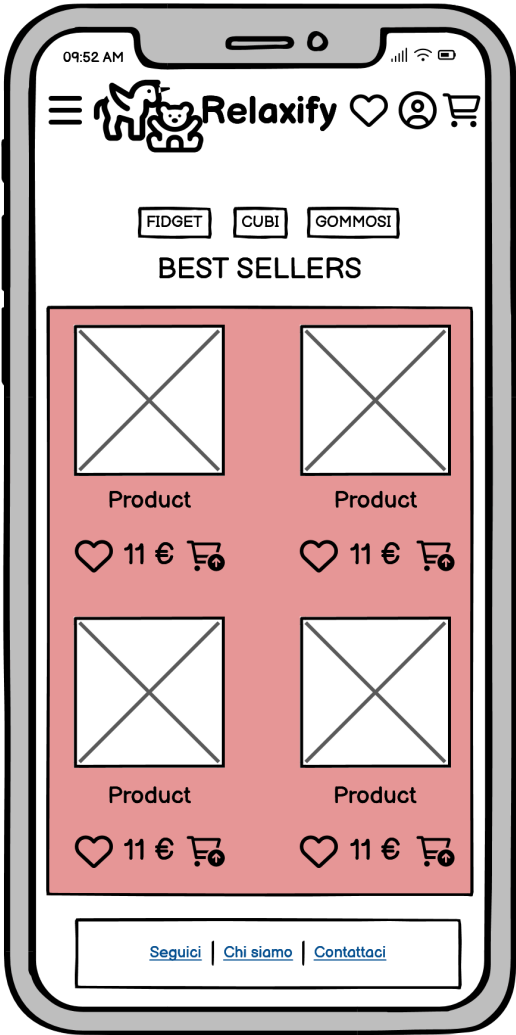 09:52 AM
Relaxify
FIDGET CUBI GOMMOSI
BEST SELLERS
Product Product
11 € 11 €
Product Product
11 € 11 €
Seguici | Chi siamo | Contattaci